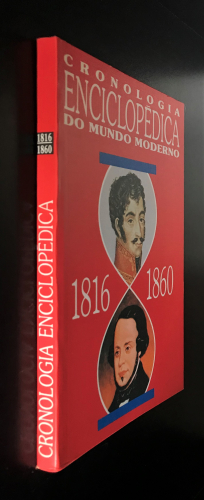 1816
1860
CRONOLOGIA ENCICLOPÉDICA
CRONOLOGIA
ENCICLOPÉDICA
DO MUNDO MODERNO
1816 1860